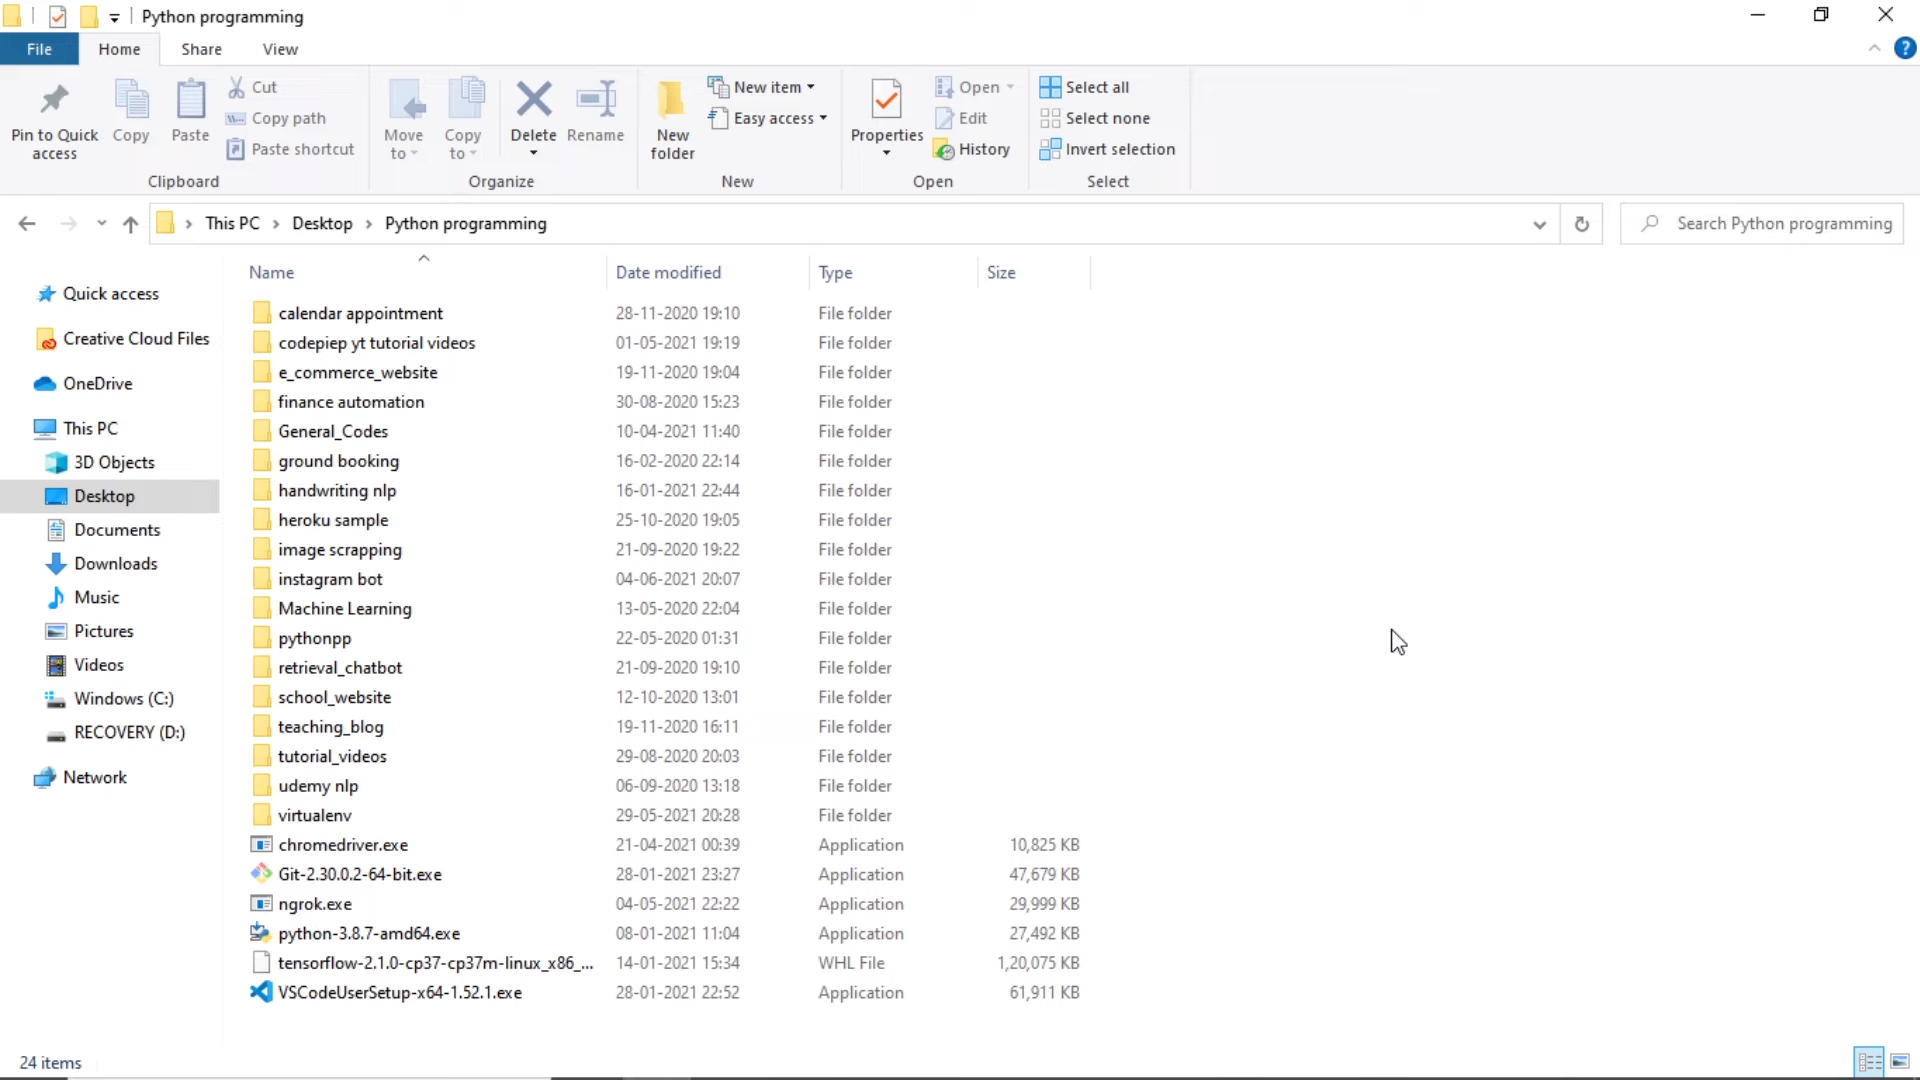 Python programming
File Home Share View
Pin to Quick access
Copy
Paste
Cut
Copy path
Paste shortcut
Clipboard
Move to
Copy to
Delete
Rename
Organize
New folder
New item
Easy access
New
Properties
Open
Edit
History
Open
Select all
Select none
Invert selection
Select
This PC > Desktop > Python programming
Search Python programming
Quick access
Creative Cloud Files
OneDrive
This PC
3D Objects
Desktop
Documents
Downloads
Music
Pictures
Videos
Windows (C:)
RECOVERY (D:)
Network
Name Date modified Type Size
calendar appointment 28-11-2020 19:10 File folder
codepiep yt tutorial videos 01-05-2021 19:19 File folder
e_commerce_website 19-11-2020 19:04 File folder
finance automation 30-08-2020 15:23 File folder
General_Codes 10-04-2021 11:40 File folder
ground booking 16-02-2020 22:14 File folder
handwriting nlp 16-01-2021 22:44 File folder
heroku sample 25-10-2020 19:05 File folder
image scrapping 21-09-2020 19:22 File folder
instagram bot 04-06-2021 20:07 File folder
Machine Learning 13-05-2020 22:04 File folder
pythonpp 22-05-2020 01:31 File folder
retrieval_chatbot 21-09-2020 19:10 File folder
school_website 12-10-2020 13:01 File folder
teaching_blog 19-11-2020 16:11 File folder
tutorial_videos 29-08-2020 20:03 File folder
udemy nlp 06-09-2020 13:18 File folder
virtualenv 29-05-2021 20:28 File folder
chromedriver.exe 21-04-2021 00:39 Application 10,825 KB
Git-2.30.0.2-64-bit.exe 28-01-2021 23:27 Application 47,679 KB
ngrok.exe 04-05-2021 22:22 Application 29,999 KB
python-3.8.7-amd64.exe 08-01-2021 11:04 Application 27,492 KB
tensorflow-2.1.0-cp37-cp37m-linux_x86_... 14-01-2021 15:34 WHL File 1,20,075 KB
VSCodeUserSetup-x64-1.52.1.exe 28-01-2021 22:52 Application 61,911 KB
24 items